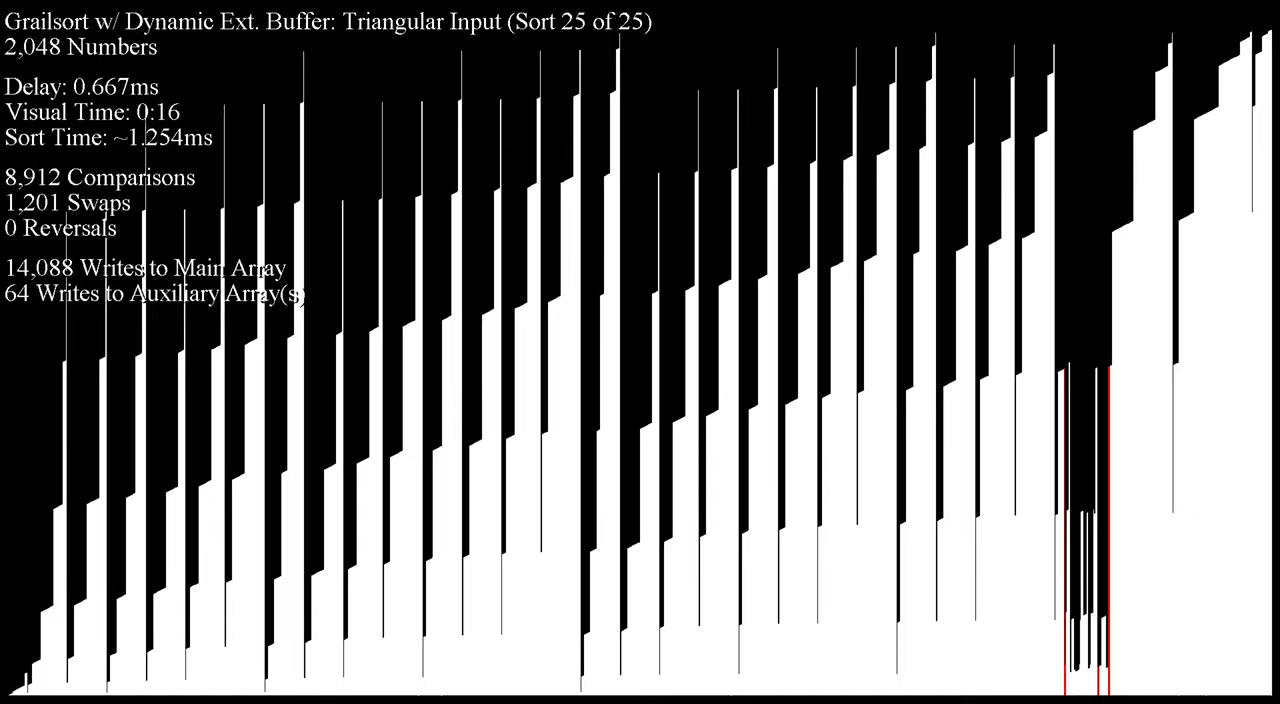 Grailsort w/ Dynamic Ext. Buffer: Triangular Input (Sort 25 of 25)
2,048 Numbers
Delay: 0.667ms
Visual Time: 0:16
Sort Time: ~1.254ms
8,912 Comparisons
1,201 Swaps
0 Reversals
14,088 Writes to Main Array
64 Writes to Auxiliary Array(s)